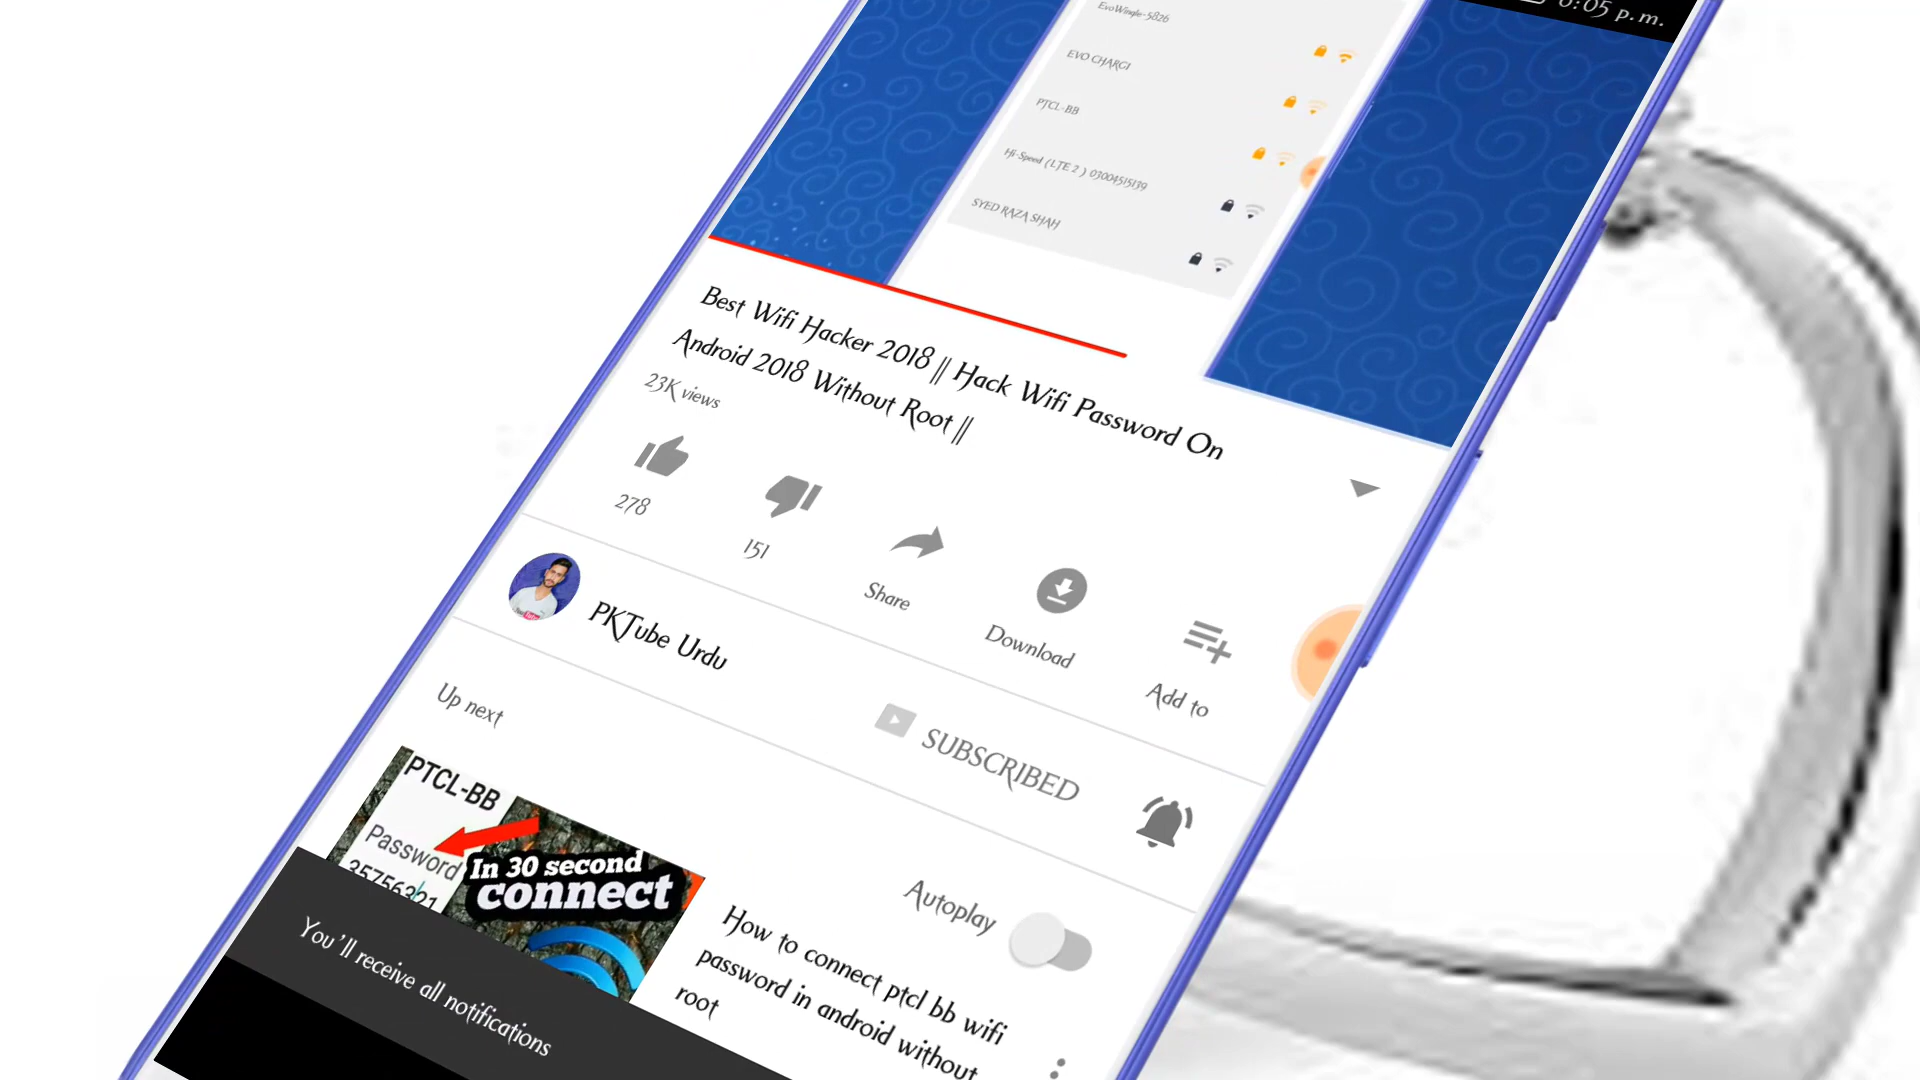 6:05 p.m.
EvoWingle-5826
EVO CHARGI
PTCL-BB
Hi-Speed (LTE 2 ) 03004515139
SYED RAZA SHAH
Best Wifi Hacker 2018 || Hack Wifi Password On
Android 2018 Without Root ||
23K views
278
151
Share
Download
Add to
PKTube Urdu
SUBSCRIBED
Up next
Autoplay
PTCL-BB
Password
35756321
In 30 second
connect
How to connect ptcl bb wifi
password in android without
root
You'll receive all notifications